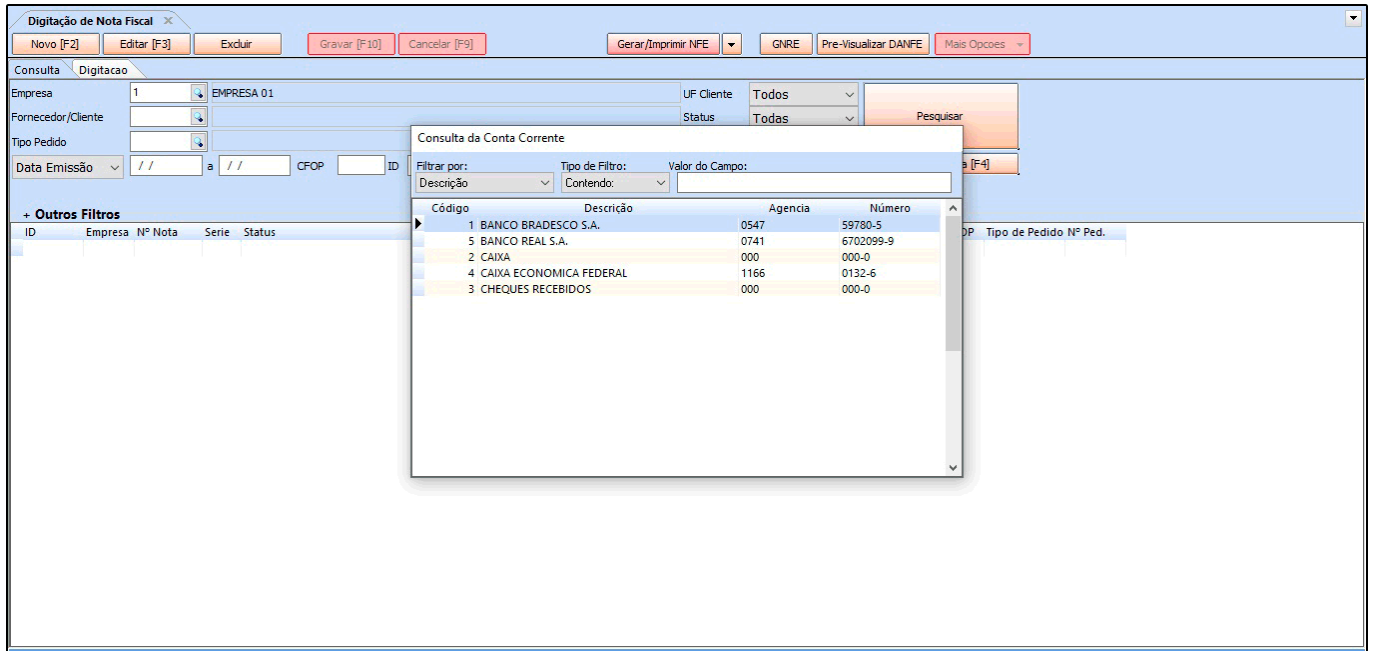 Digitação de Nota Fiscal
Novo [F2] Editar [F3] Excluir Gravar [F10] Cancelar [F9] Gerar/Imprimir NFE GNRE Pre-Visualizar DANFE Mais Opcoes
Consulta Digitacao
Empresa 1 EMPRESA 01 UF Cliente Todos
Fornecedor/Cliente Status Todas Pesquisar
Tipo Pedido
Data Emissão / / a / / CFOP ID [F4]
+ Outros Filtros
ID Empresa Nº Nota Serie Status Tipo de Pedido Nº Ped.
Consulta da Conta Corrente
Filtrar por: Tipo de Filtro: Valor do Campo:
Descrição Contendo:
Código Descrição Agencia Número
1 BANCO BRADESCO S.A. 0547 59780-5
5 BANCO REAL S.A. 0741 6702099-9
2 CAIXA 000 000-0
4 CAIXA ECONOMICA FEDERAL 1166 0132-6
3 CHEQUES RECEBIDOS 000 000-0